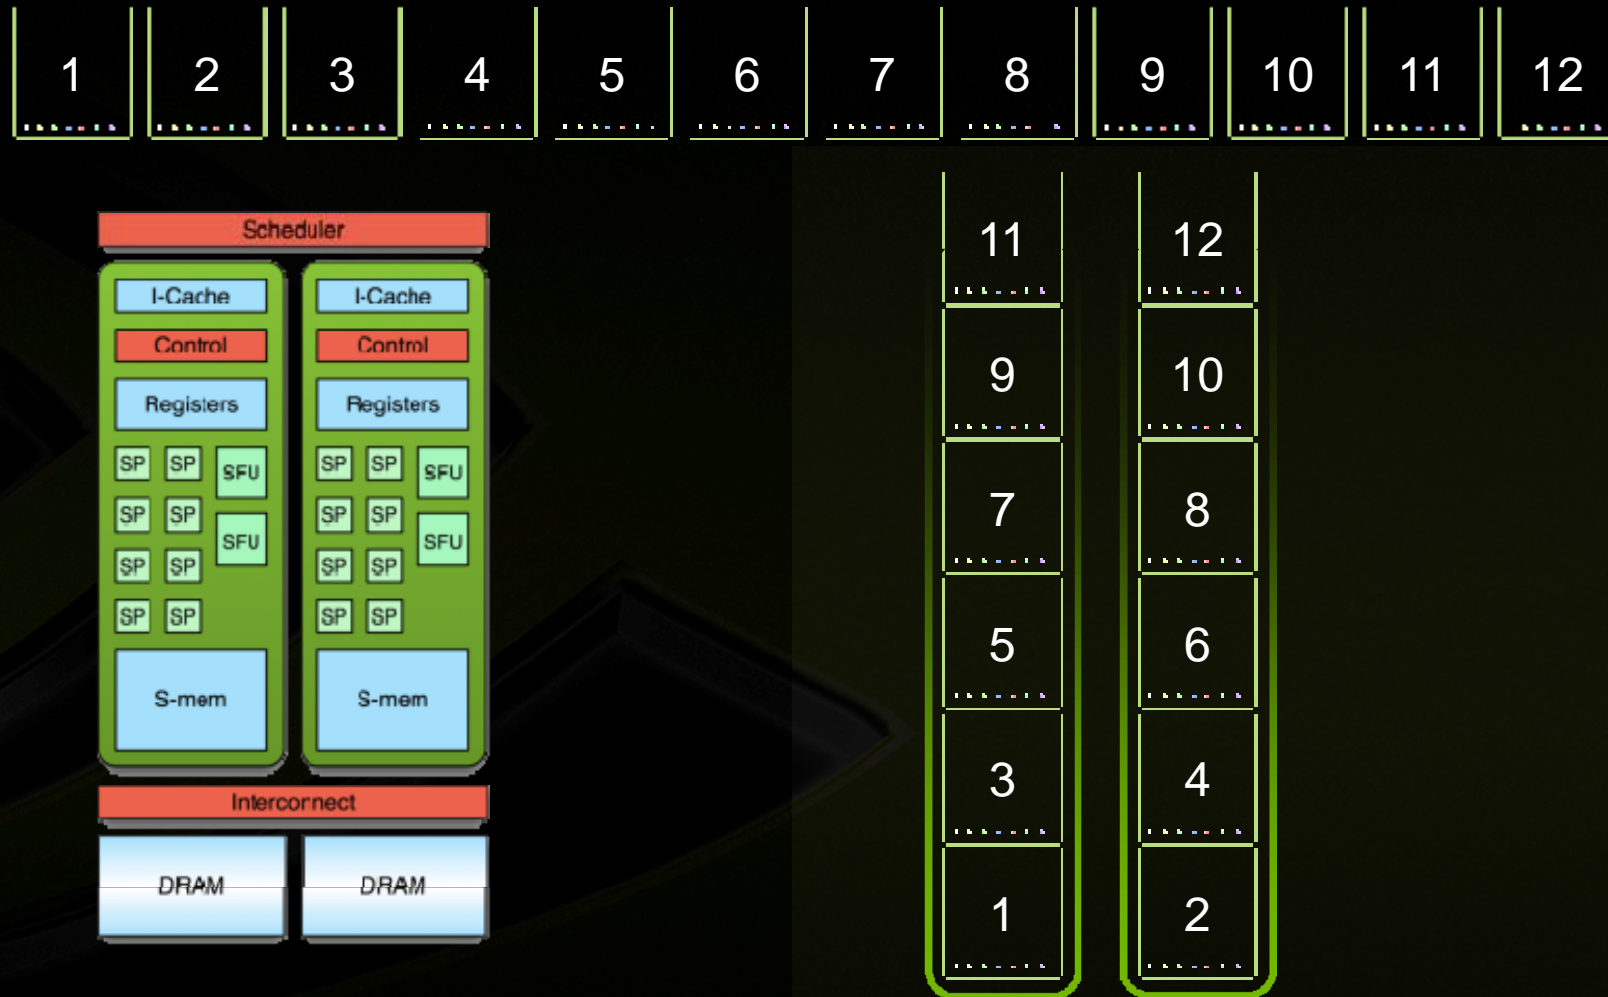 1 2 3 4 5 6 7 8 9 10 11 12
Scheduler
I-Cache I-Cache
Control Control
Registers Registers
SP SP SFU SP SP SFU
SP SP SFU SP SP SFU
SP SP SP SP
SP SP SP SP
S-mem S-mem
Interconnect
DRAM DRAM
11 12
9 10
7 8
5 6
3 4
1 2